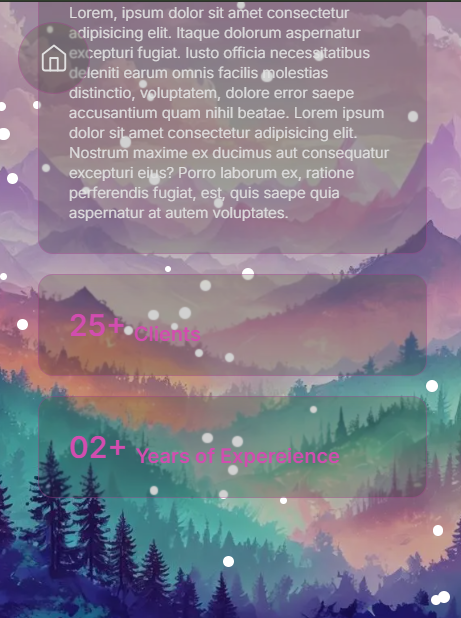 Lorem, ipsum dolor sit amet consectetur
adipisicing elit. Itaque dolorum aspernatur
excepturi fugiat. Iusto officia necessitatibus
deleniti earum omnis facilis molestias
distinctio, voluptatem, dolore error saepe
accusantium quam nihil beatae. Lorem ipsum
dolor sit amet consectetur adipisicing elit.
Nostrum maxime ex ducimus aut consequatur
excepturi eius? Porro laborum ex, ratione
perferendis fugiat, est, quis saepe quia
aspernatur at autem voluptates.
25+ Clients
02+ Years of Experelence